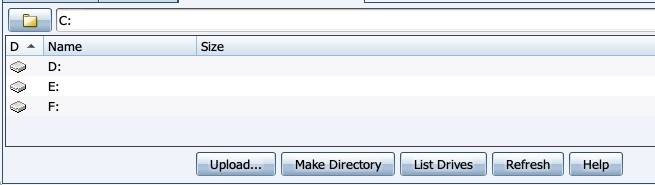 C:
D Name Size
D:
E:
F:
Upload... Make Directory List Drives Refresh Help